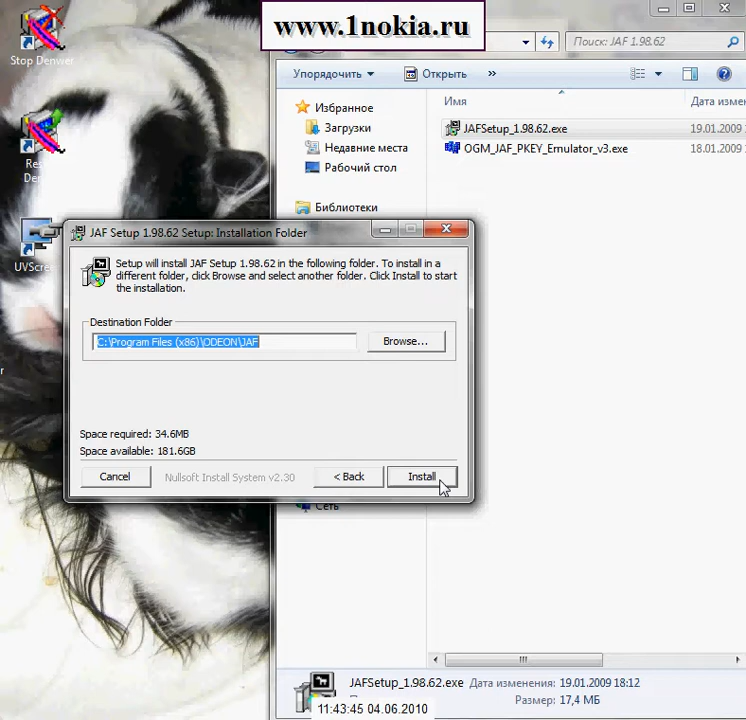 www.1nokia.ru
Stop Denwer
Поиск: JAF 1.98.62
Упорядочить
Открыть
»
Избранное
Загрузки
Недавние места
Рабочий стол
Библиотеки
Имя
Дата изме
JAFSetup_1.98.62.exe
19.01.2009
OGM_JAF_PKEY_Emulator_v3.exe
18.01.2009
UVScre
JAF Setup 1.98.62 Setup: Installation Folder
Setup will install JAF Setup 1.98.62 in the following folder. To install in a
different folder, click Browse and select another folder. Click Install to start
the installation.
Destination Folder
C:\Program Files (x86)\ODEON\JAF
Browse...
Space required: 34.6MB
Space available: 181.6GB
Cancel
Nullsoft Install System v2.30
< Back
Install
Сеть
JAFSetup_1.98.62.exe Дата изменения: 19.01.2009 18:12
Размер: 17,4 МБ
11:43:45 04.06.2010